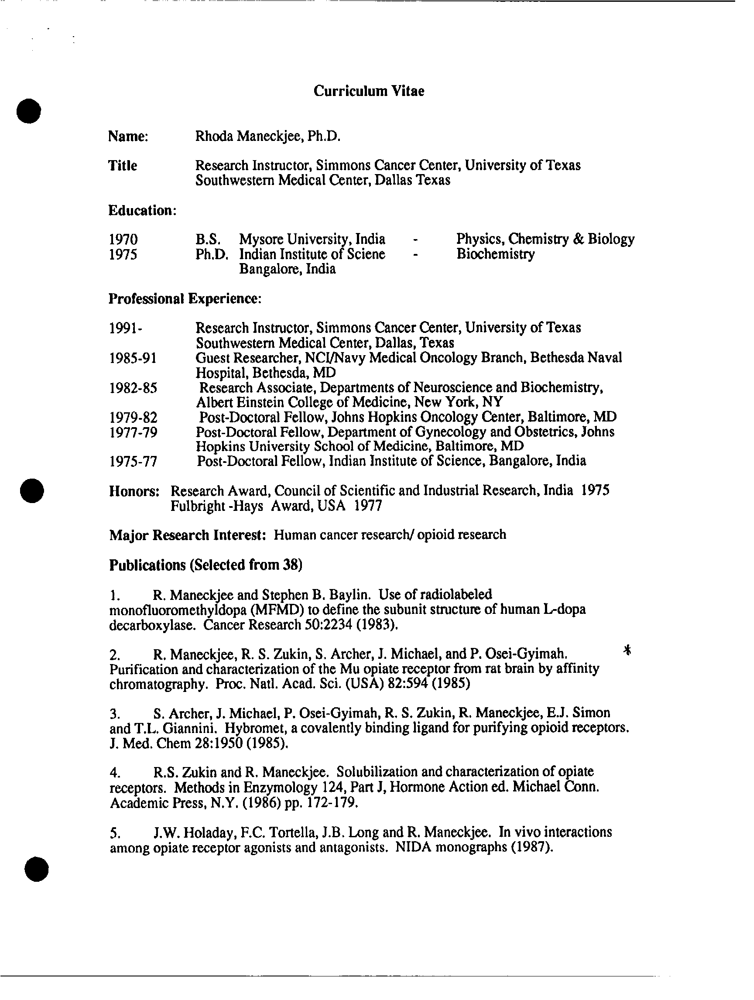 Curriculum Vitae
Name: Rhoda Maneckjee, Ph.D.
Title Research Instructor, Simmons Cancer Center, University of Texas
Southwestern Medical Center, Dallas Texas
Education:
1970 B.S. Mysore University, India - Physics, Chemistry & Biology
1975 Ph.D. Indian Institute of Sciene - Biochemistry
Bangalore, India
Professional Experience:
1991- Research Instructor, Simmons Cancer Center, University of Texas
Southwestern Medical Center, Dallas, Texas
1985-91 Guest Researcher, NCI/Navy Medical Oncology Branch, Bethesda Naval
Hospital, Bethesda, MD
1982-85 Research Associate, Departments of Neuroscience and Biochemistry,
Albert Einstein College of Medicine, New York, NY
1979-82 Post-Doctoral Fellow, Johns Hopkins Oncology Center, Baltimore, MD
1977-79 Post-Doctoral Fellow, Department of Gynecology and Obstetrics, Johns
Hopkins University School of Medicine, Baltimore, MD
1975-77 Post-Doctoral Fellow, Indian Institute of Science, Bangalore, India
Honors: Research Award, Council of Scientific and Industrial Research, India 1975
Fulbright -Hays Award, USA 1977
Major Research Interest: Human cancer research/ opioid research
Publications (Selected from 38)
1. R. Maneckjee and Stephen B. Baylin. Use of radiolabeled
monofluoromethyldopa (MFMD) to define the subunit structure of human L-dopa
decarboxylase. Cancer Research 50:2234 (1983).
2. R. Maneckjee, R. S. Zukin, S. Archer, J. Michael, and P. Osei-Gyimah. *
Purification and characterization of the Mu opiate receptor from rat brain by affinity
chromatography. Proc. Natl. Acad. Sci. (USA) 82:594 (1985)
3. S. Archer, J. Michael, P. Osei-Gyimah, R. S. Zukin, R. Maneckjee, E.J. Simon
and T.L. Giannini. Hybromet, a covalently binding ligand for purifying opioid receptors.
J. Med. Chem 28:1950 (1985).
4. R.S. Zukin and R. Maneckjee. Solubilization and characterization of opiate
receptors. Methods in Enzymology 124, Part J, Hormone Action ed. Michael Conn.
Academic Press, N.Y. (1986) pp. 172-179.
5. J.W. Holaday, F.C. Tortella, J.B. Long and R. Maneckjee. In vivo interactions
among opiate receptor agonists and antagonists. NIDA monographs (1987).